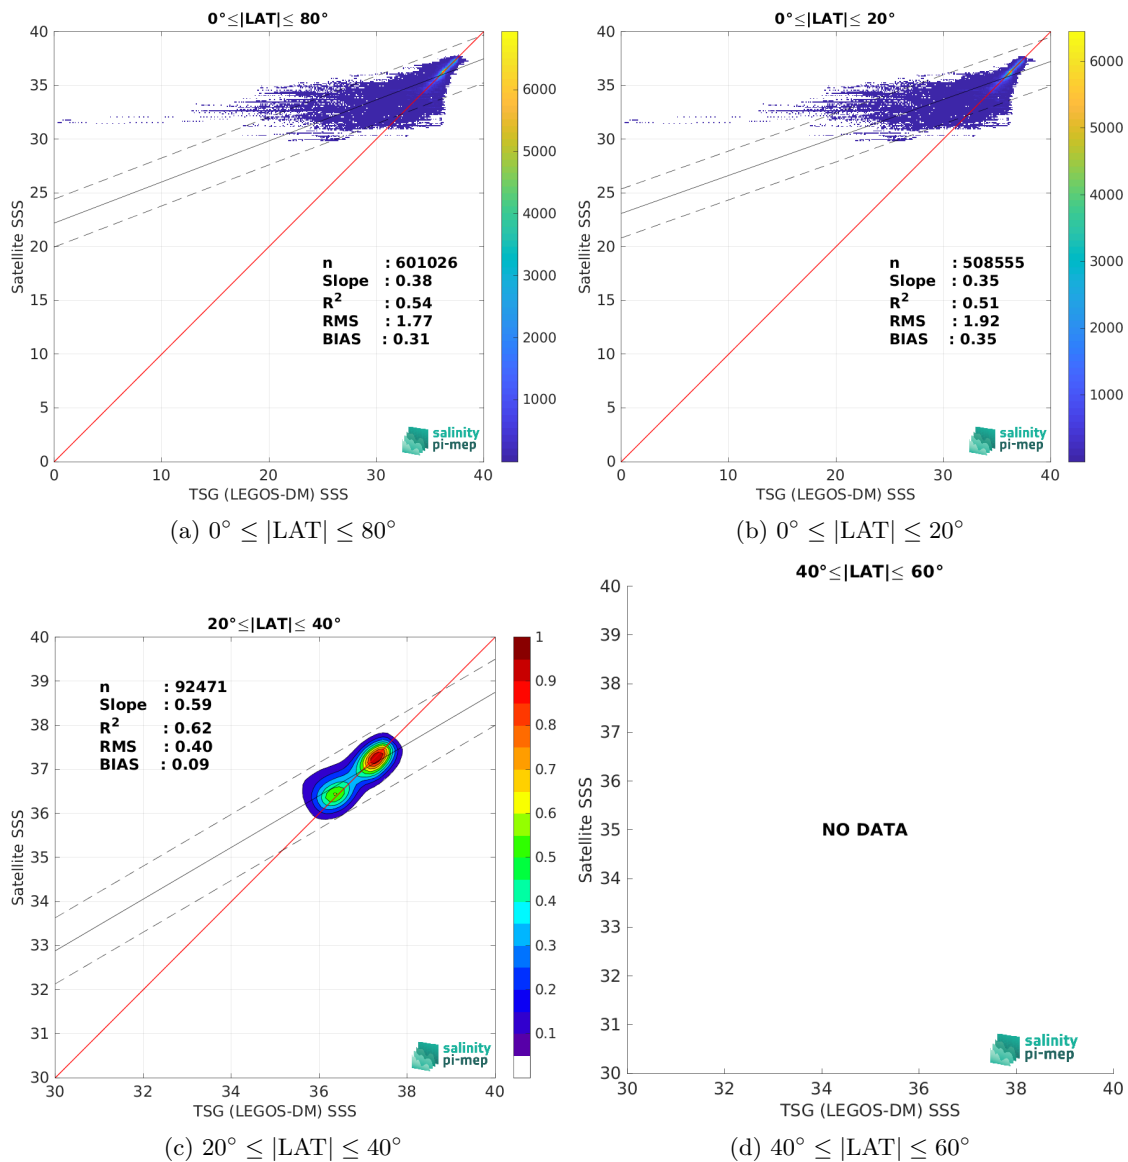 0°≤|LAT|≤ 80°
40
35
30
25
20
15
10
5
0
0
10
20
30
40
Satellite SSS
TSG (LEGOS-DM) SSS
n : 601026
Slope : 0.38
R² : 0.54
RMS : 1.77
BIAS : 0.31
6000
5000
4000
3000
2000
1000
salinity
pi-mep
(a) 0° ≤ |LAT| ≤ 80°
0°≤|LAT|≤ 20°
40
35
30
25
20
15
10
5
0
0
10
20
30
40
Satellite SSS
TSG (LEGOS-DM) SSS
n : 508555
Slope : 0.35
R² : 0.51
RMS : 1.92
BIAS : 0.35
6000
5000
4000
3000
2000
1000
salinity
pi-mep
(b) 0° ≤ |LAT| ≤ 20°
20°≤|LAT|≤ 40°
40
39
38
37
36
35
34
33
32
31
30
30
32
34
36
38
40
Satellite SSS
TSG (LEGOS-DM) SSS
n : 92471
Slope : 0.59
R² : 0.62
RMS : 0.40
BIAS : 0.09
1
0.9
0.8
0.7
0.6
0.5
0.4
0.3
0.2
0.1
salinity
pi-mep
(c) 20° ≤ |LAT| ≤ 40°
40°≤|LAT|≤ 60°
40
39
38
37
36
35
34
33
32
31
30
30
32
34
36
38
40
Satellite SSS
TSG (LEGOS-DM) SSS
NO DATA
salinity
pi-mep
(d) 40° ≤ |LAT| ≤ 60°